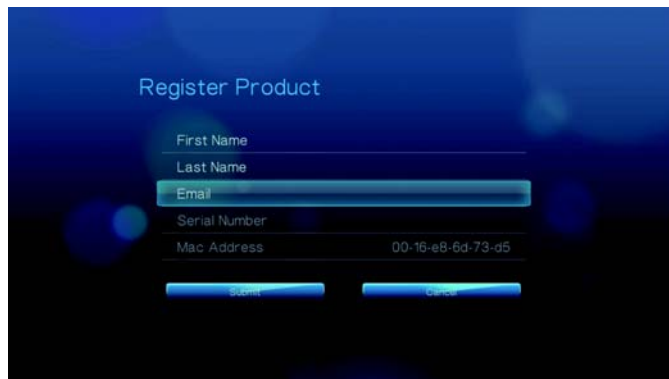 Register Product
First Name
Last Name
Email
Serial Number
Mac Address 00-16-e8-6d-73-d5
Submit Cancel